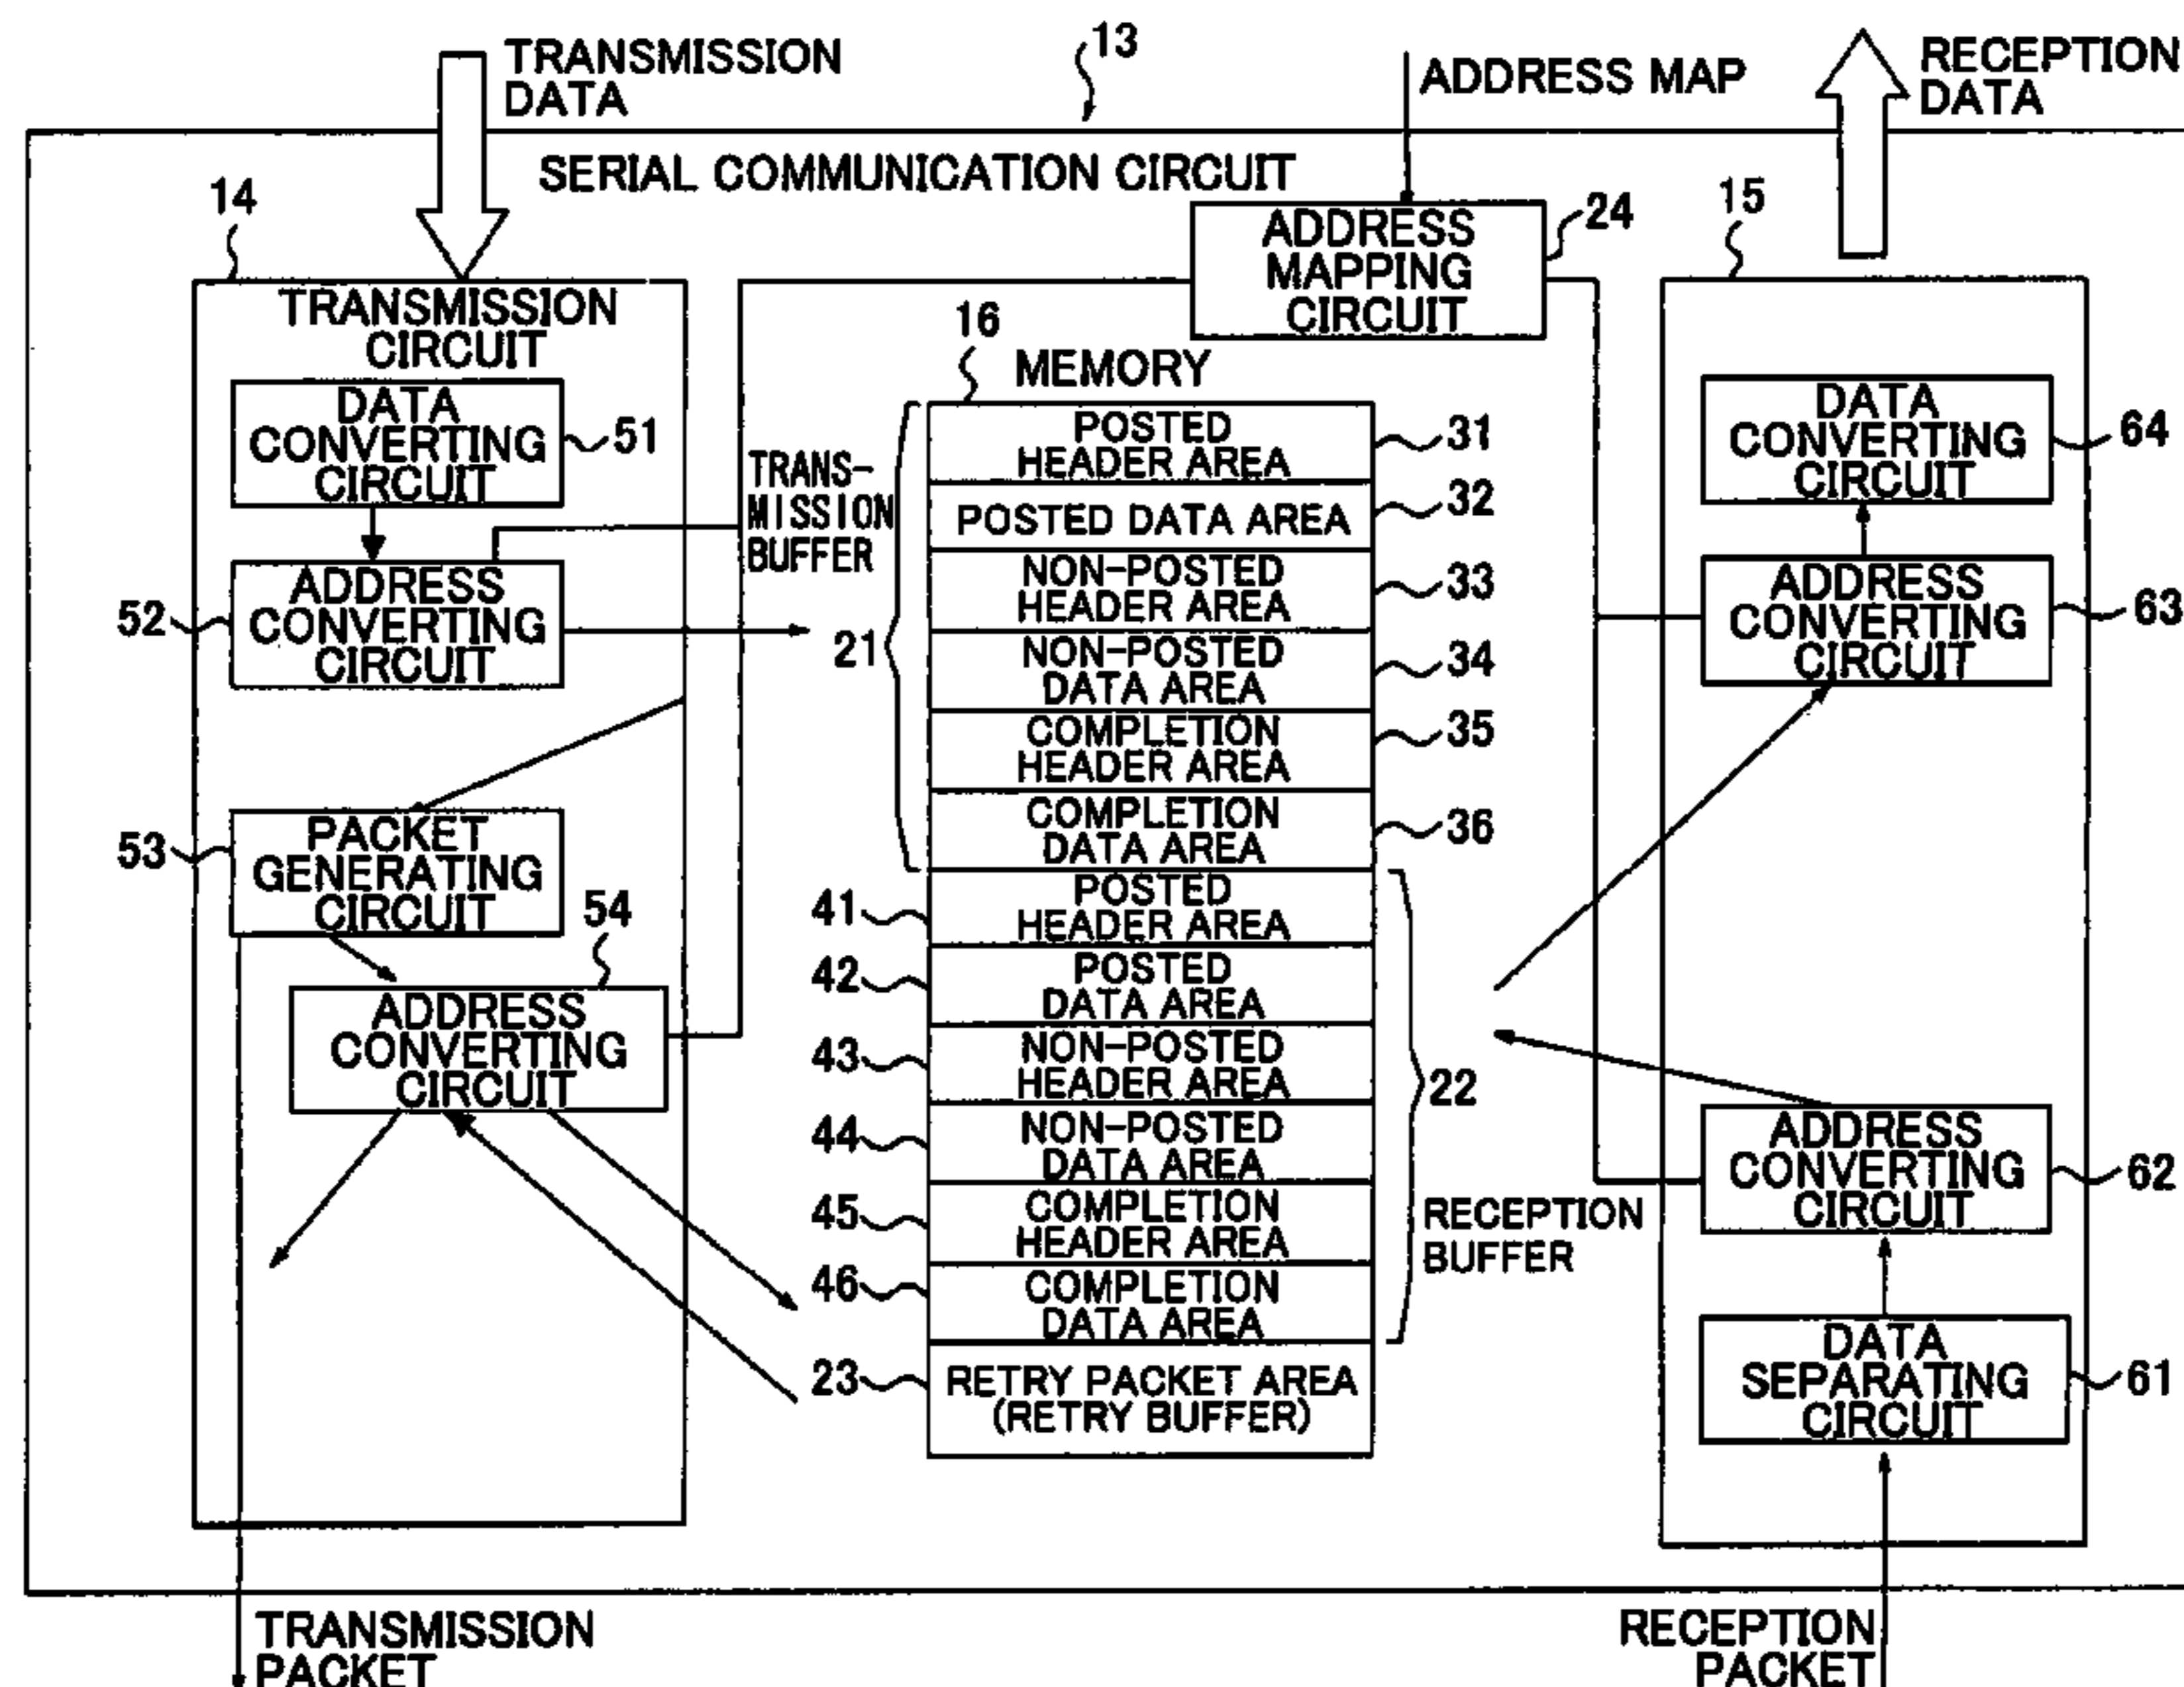 TRANSMISSION
DATA
13
ADDRESS MAP
RECEPTION
DATA
SERIAL COMMUNICATION CIRCUIT
14
TRANSMISSION
CIRCUIT
DATA
CONVERTING
CIRCUIT
51
ADDRESS
CONVERTING
CIRCUIT
52
PACKET
GENERATING
CIRCUIT
53
54
ADDRESS
CONVERTING
CIRCUIT
ADDRESS
MAPPING
CIRCUIT
24
16
MEMORY
TRANS-
MISSION
BUFFER
21
POSTED
HEADER AREA
31
POSTED DATA AREA
32
NON-POSTED
HEADER AREA
33
NON-POSTED
DATA AREA
34
COMPLETION
HEADER AREA
35
COMPLETION
DATA AREA
36
41
POSTED
HEADER AREA
42
POSTED
DATA AREA
43
NON-POSTED
HEADER AREA
22
44
NON-POSTED
DATA AREA
45
COMPLETION
HEADER AREA
RECEPTION
BUFFER
46
COMPLETION
DATA AREA
23
RETRY PACKET AREA
(RETRY BUFFER)
15
DATA
CONVERTING
CIRCUIT
64
ADDRESS
CONVERTING
CIRCUIT
63
ADDRESS
CONVERTING
CIRCUIT
62
DATA
SEPARATING
CIRCUIT
61
TRANSMISSION
PACKET
RECEPTION
PACKET